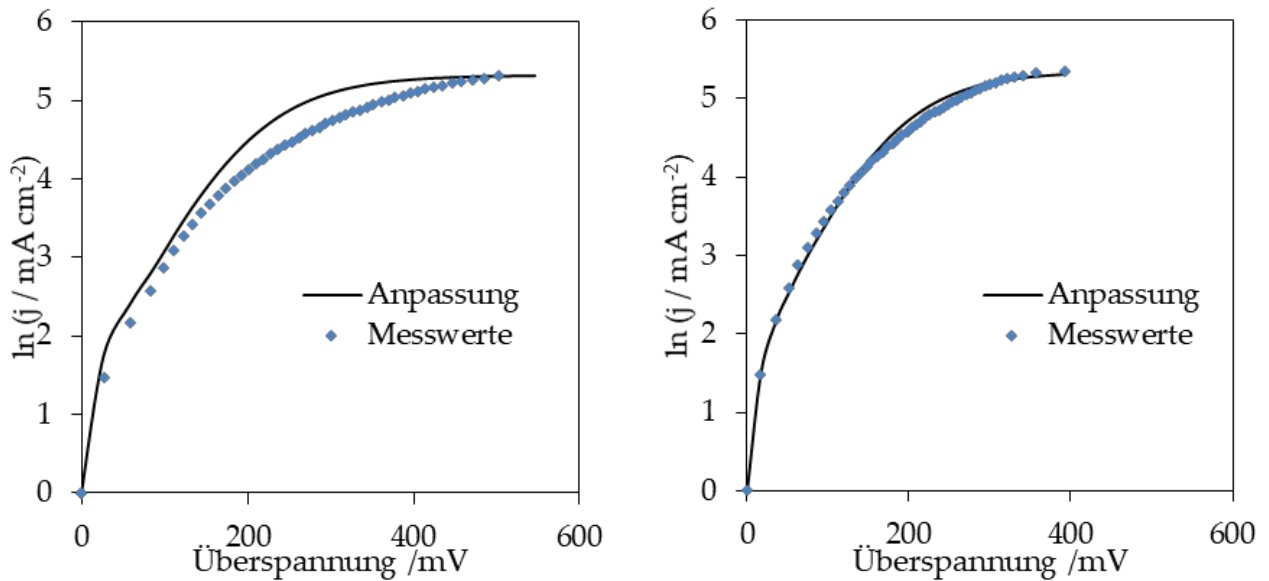 6
5
4
3
2
1
0
ln (j / mA cm-2)
Anpassung
Messwerte
0 200 400 600
Überspannung /mV
6
5
4
3
2
1
0
ln (j / mA cm-2)
Anpassung
Messwerte
0 200 400 600
Überspannung /mV